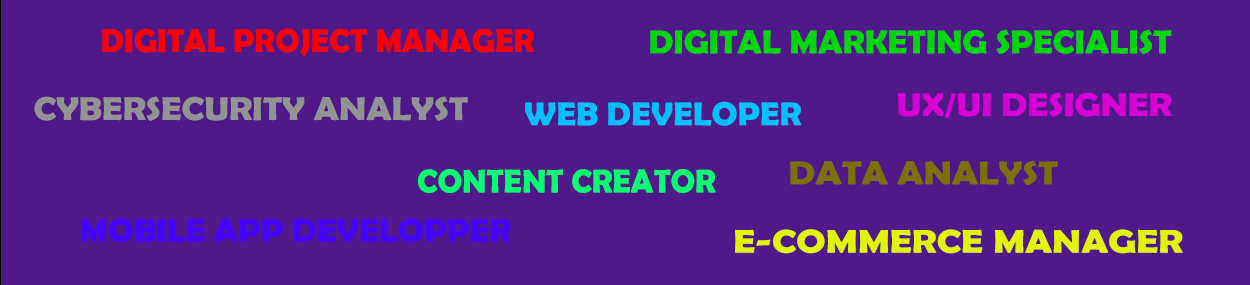 DIGITAL PROJECT MANAGER
DIGITAL MARKETING SPECIALIST
CYBERSECURITY ANALYST
WEB DEVELOPER
UX/UI DESIGNER
CONTENT CREATOR
DATA ANALYST
MOBILE APP DEVELOPPER
E-COMMERCE MANAGER